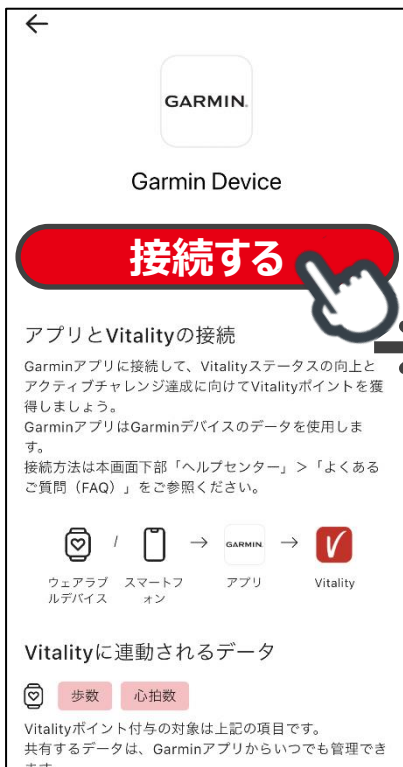 GARMIN.
Garmin Device
接続する
アプリとVitalityの接続
Garminアプリに接続して、Vitalityステータスの向上と
アクティブチャレンジ達成に向けてVitalityポイントを獲
得しましょう。
GarminアプリはGarminデバイスのデータを使用しま
す。
接続方法は本画面下部「ヘルプセンター」＞「よくある
ご質問（FAQ）」をご参照ください。
/ → GARMIN. →
ウェアラブ スマートフ アプリ Vitality
ルデバイス ォン
Vitalityに連動されるデータ
歩数 心拍数
Vitalityポイント付与の対象は上記の項目です。
共有するデータは、Garminアプリからいつでも管理でき
ます